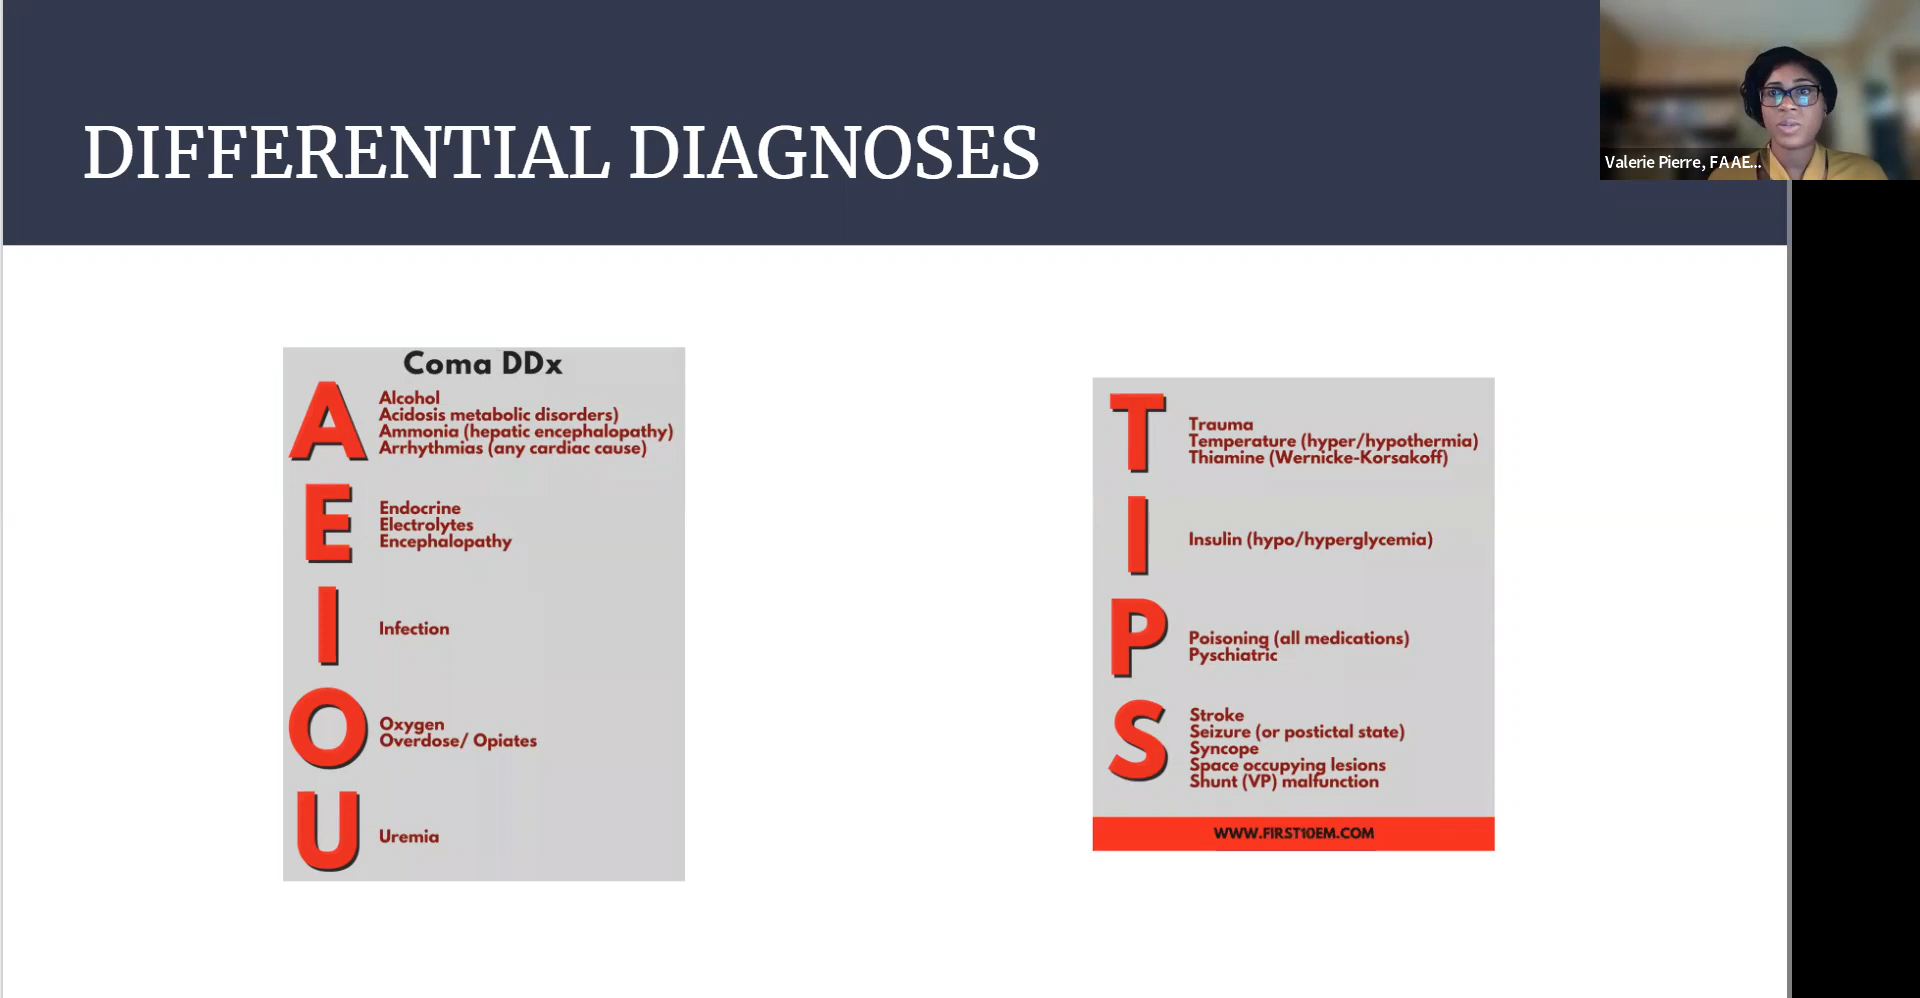 DIFFERENTIAL DIAGNOSES
Valerie Pierre, FAAE...
Coma DDx
A
Alcohol
Acidosis metabolic disorders)
Ammonia (hepatic encephalopathy)
Arrhythmias (any cardiac cause)
E
Endocrine
Electrolytes
Encephalopathy
I
Infection
O
Oxygen
Overdose/ Opiates
U
Uremia
T
Trauma
Temperature (hyper/hypothermia)
Thiamine (Wernicke-Korsakoff)
I
Insulin (hypo/hyperglycemia)
P
Poisoning (all medications)
Pyschiatric
S
Stroke
Seizure (or postictal state)
Syncope
Space occupying lesions
Shunt (VP) malfunction
WWW.FIRST10EM.COM